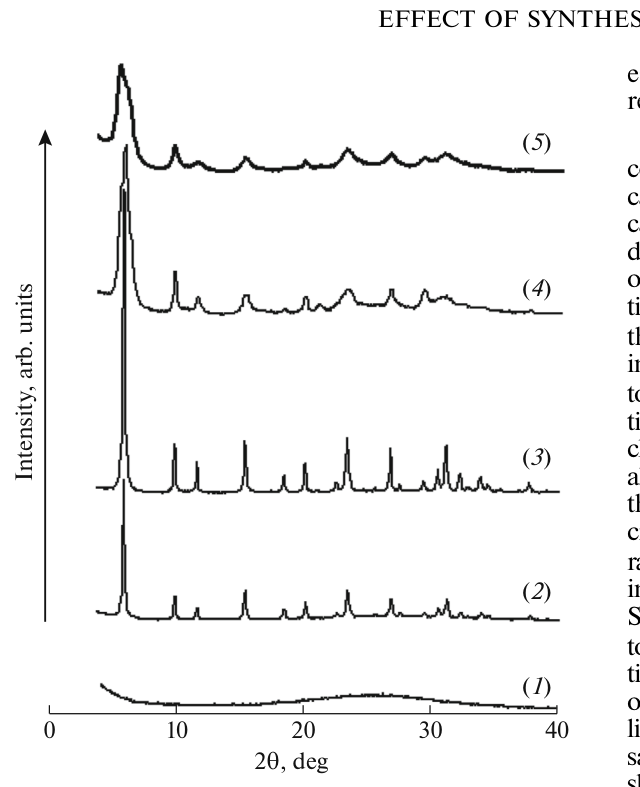 EFFECT OF SYNTHES
(5)
(4)
(3)
(2)
(1)
Intensity, arb. units
0 10 20 30 40
2θ, deg